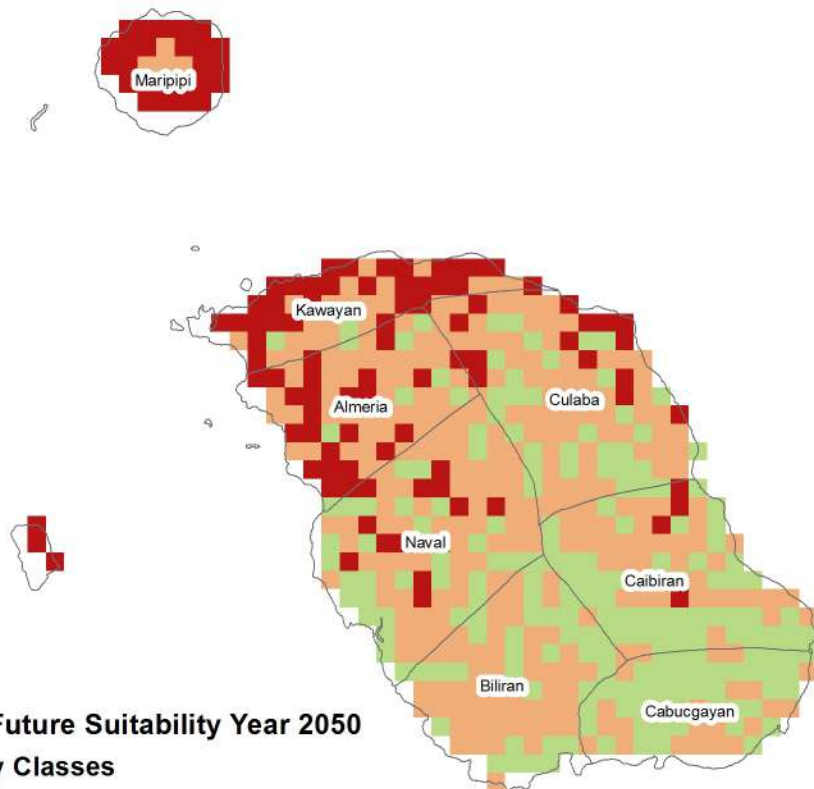 Maripipi
Kawayan
Almeria
Culaba
Naval
Caibiran
Biliran
Cabucgayan
Future Suitability Year 2050
Classes